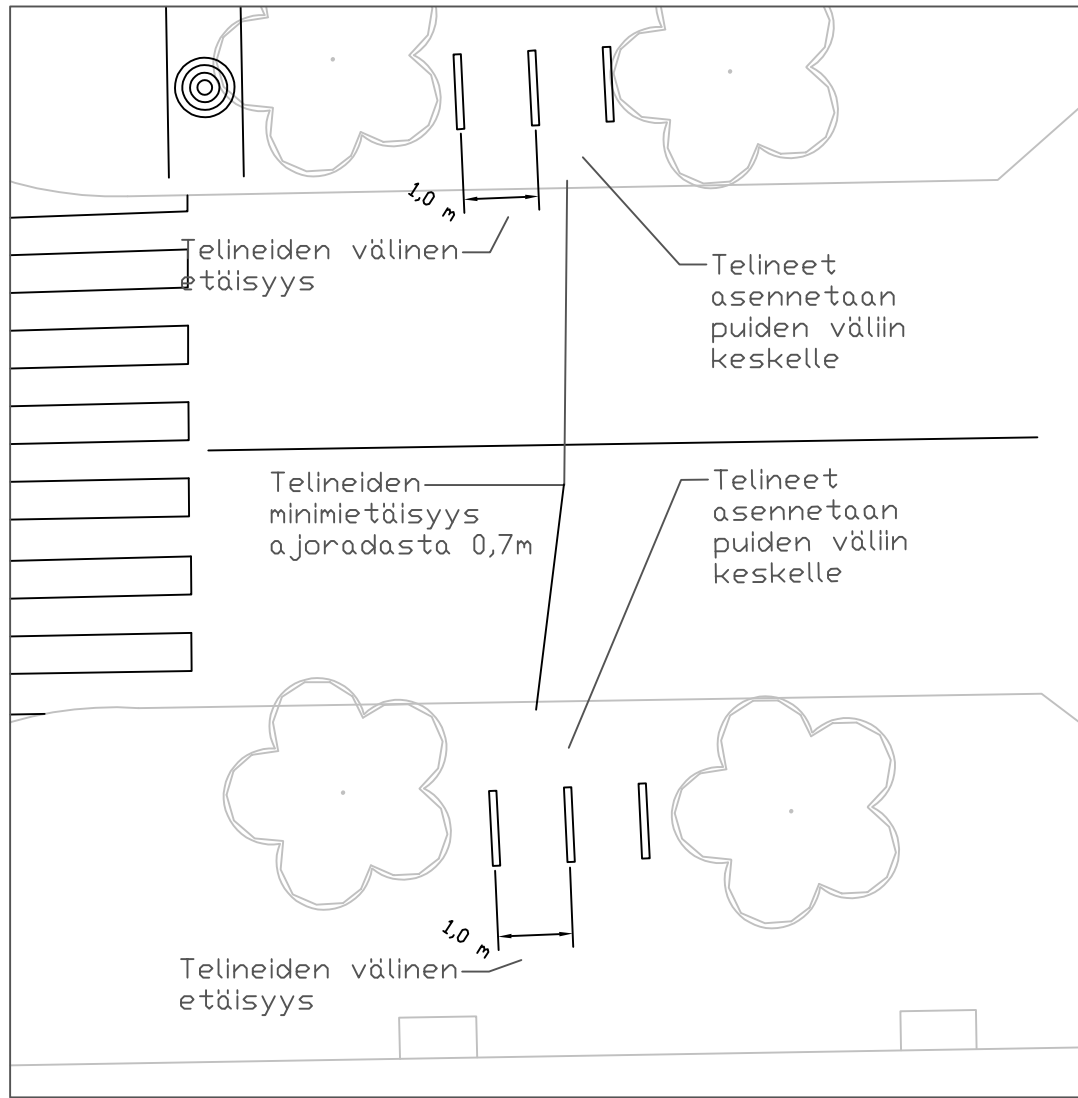 1,0 m
Telineiden välinen
etäisyys
Telineet
asennetaan
puiden väliin
keskelle
Telineiden
minimietäisyys
ajoradasta 0,7m
Telineet
asennetaan
puiden väliin
keskelle
1,0 m
Telineiden välinen
etäisyys